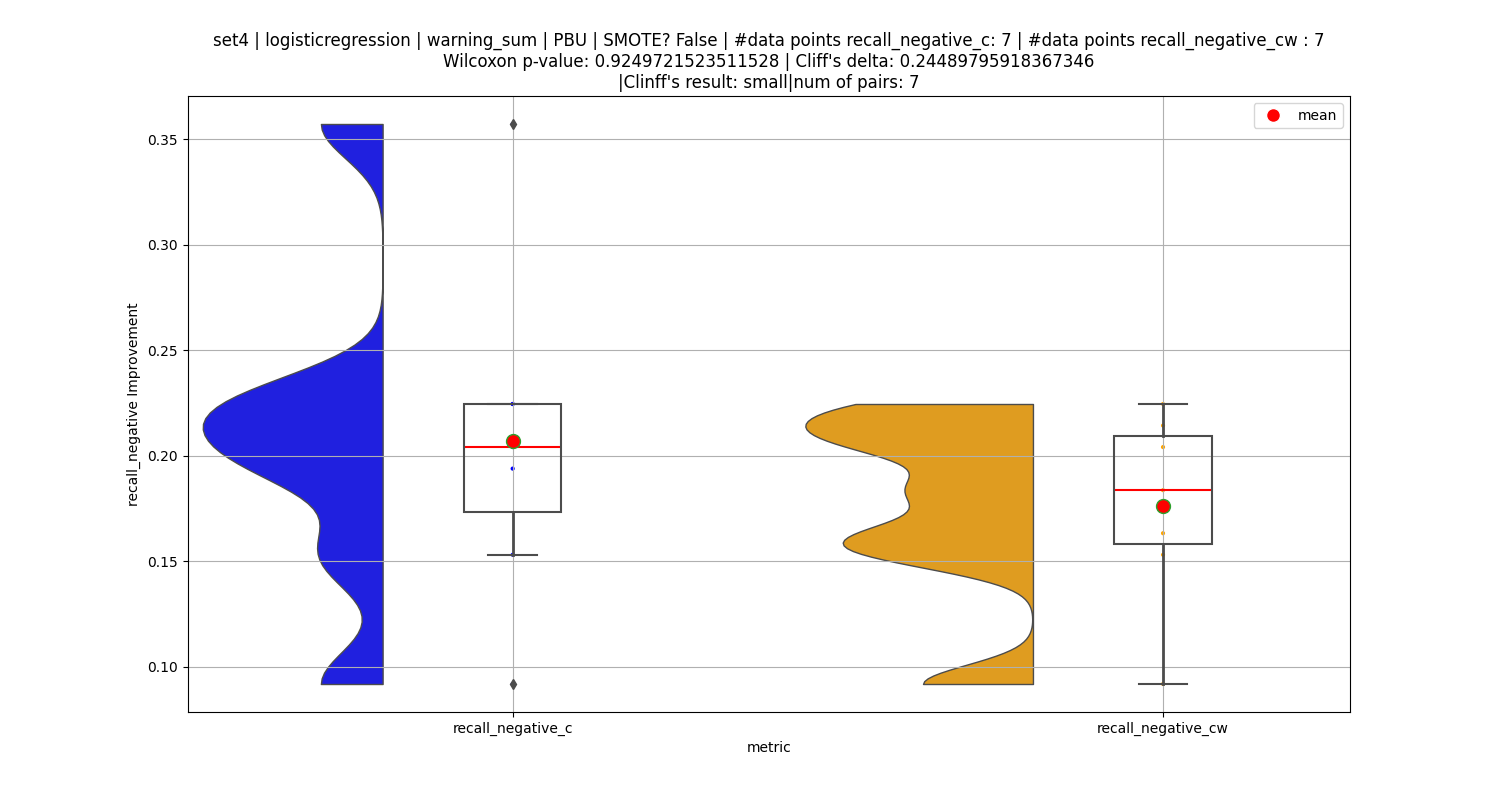 set4 | logisticregression | warning_sum | PBU | SMOTE? False | #data points recall_negative_c: 7 | #data points recall_negative_cw : 7
Wilcoxon p-value: 0.9249721523511528 | Cliff's delta: 0.24489795918367346
|Clinff's result: small|num of pairs: 7
mean
0.35
0.30
0.25
0.20
0.15
0.10
recall_negative Improvement
recall_negative_c
recall_negative_cw
metric